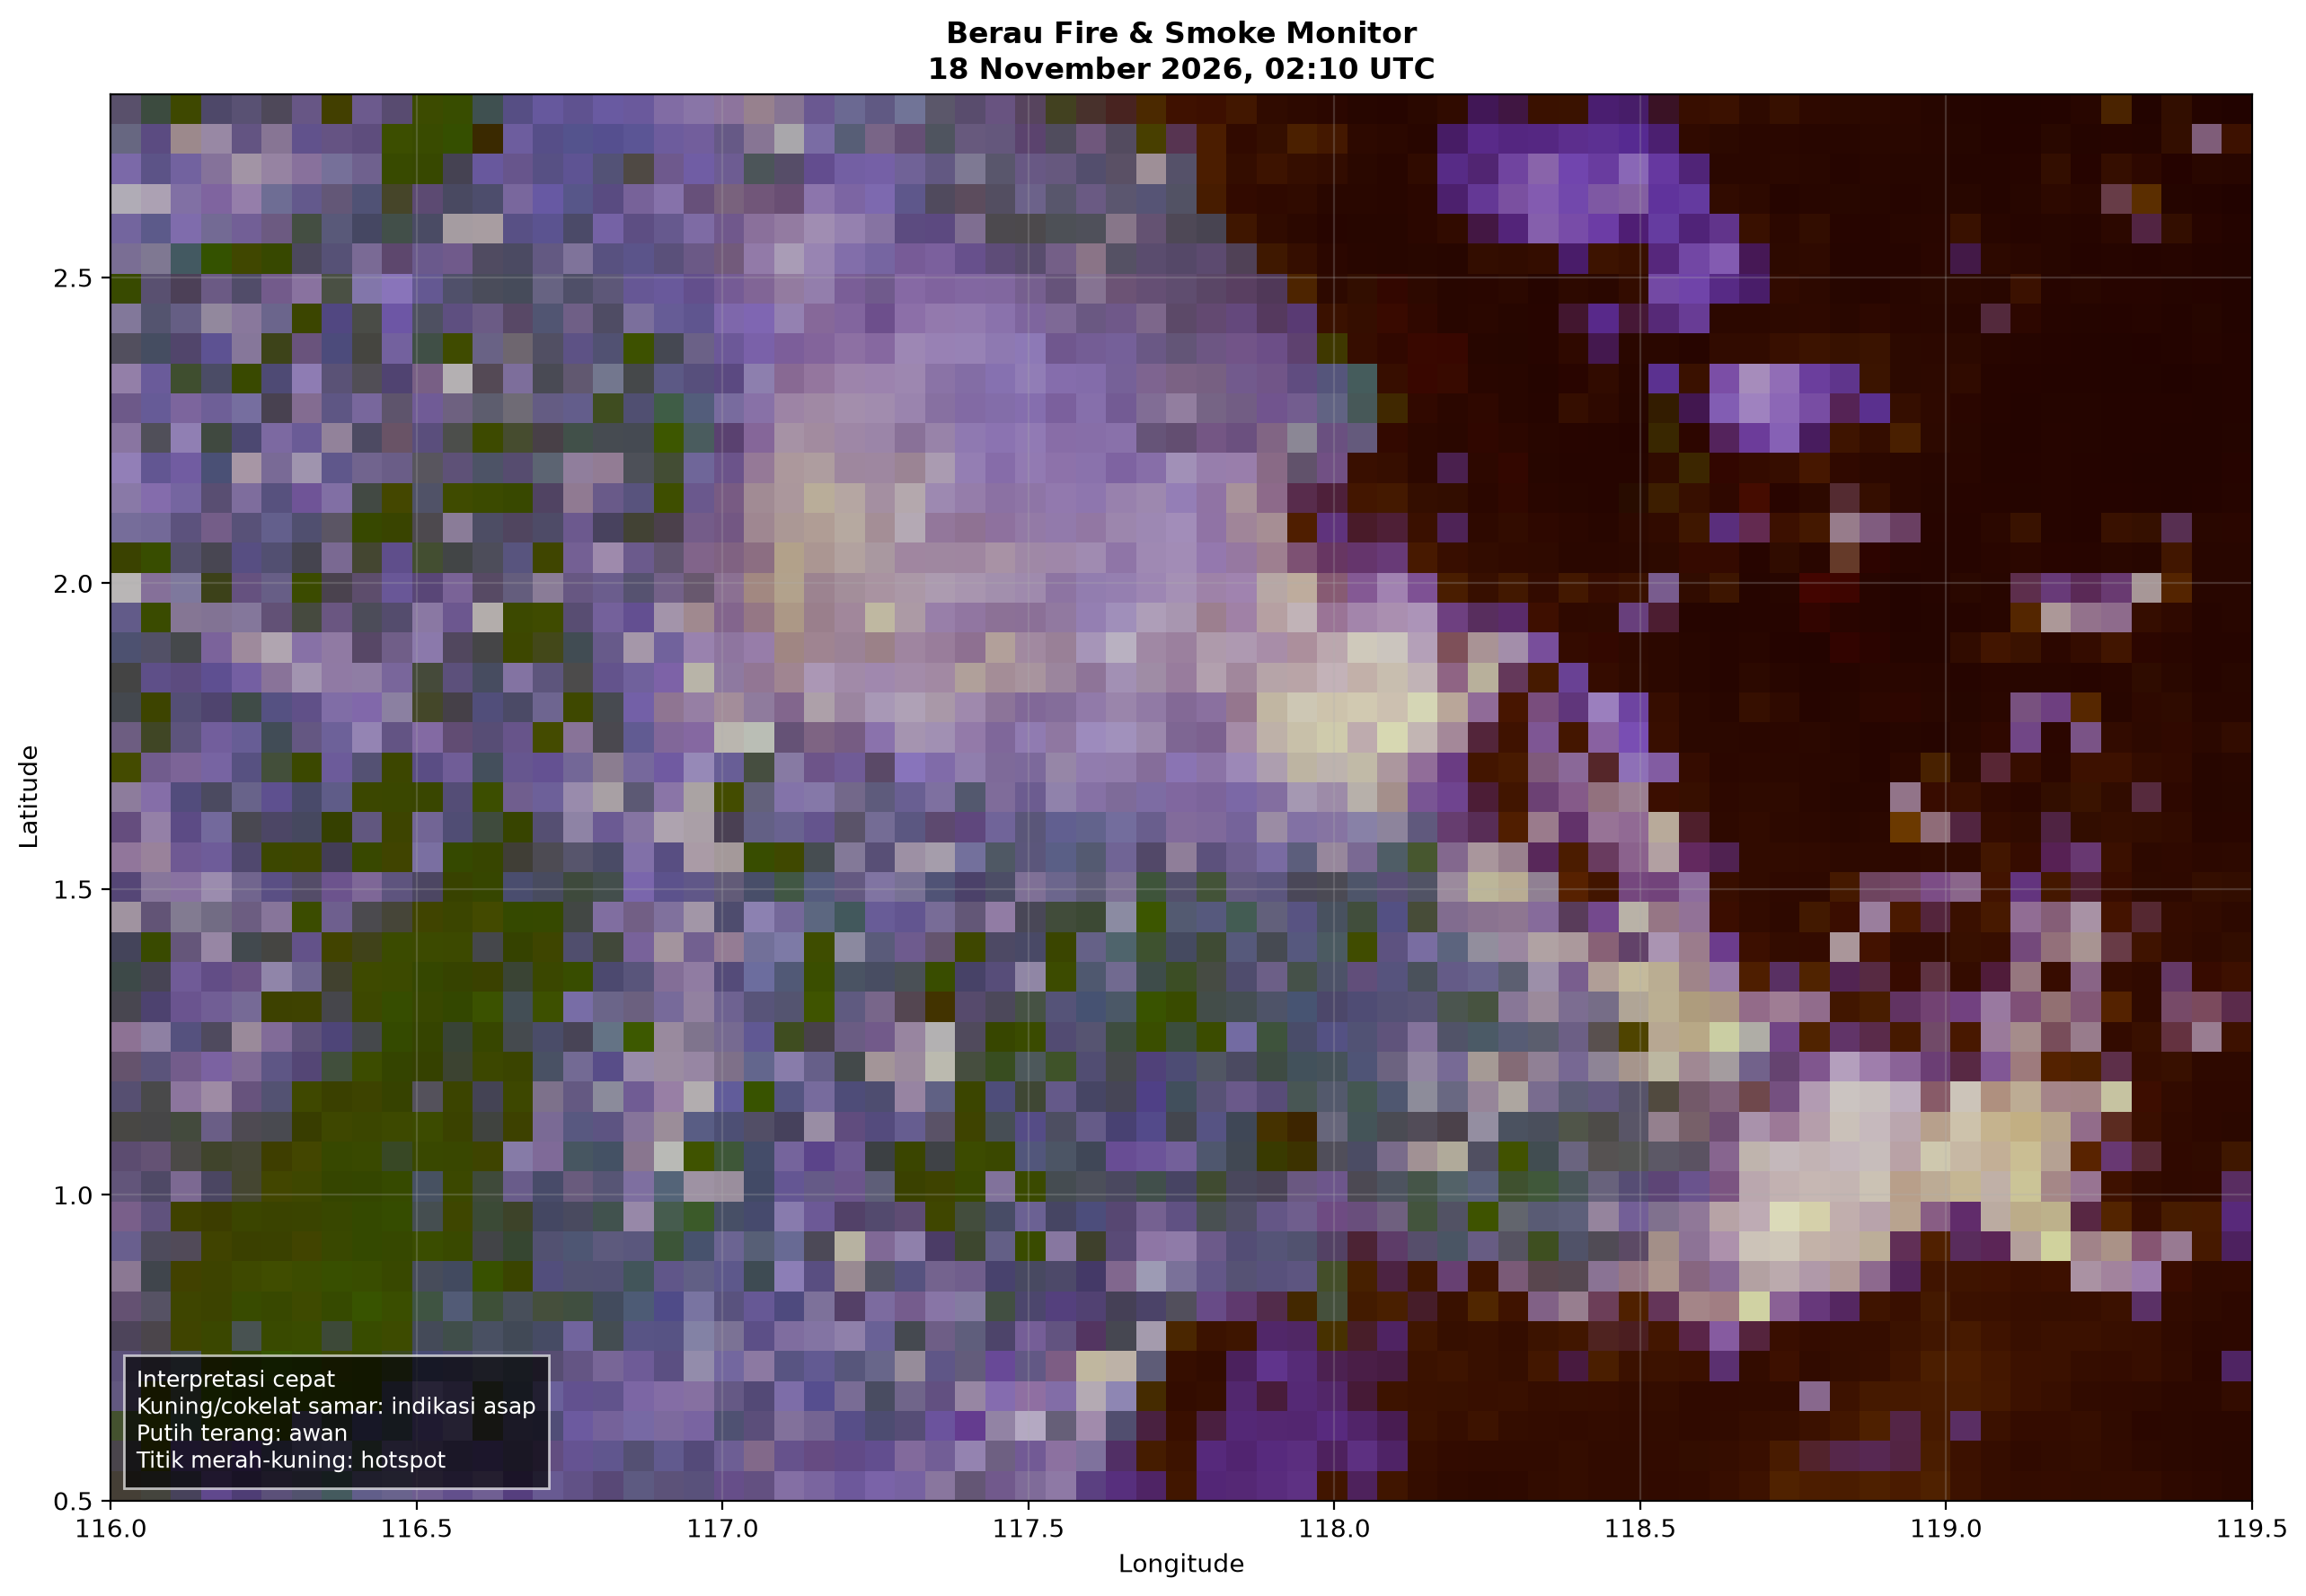 Berau Fire & Smoke Monitor
18 November 2026, 02:10 UTC
2.5
2.0
1.5
1.0
0.5
Latitude
Interpretasi cepat
Kuning/cokelat samar: indikasi asap
Putih terang: awan
Titik merah-kuning: hotspot
116.0 116.5 117.0 117.5 118.0 118.5 119.0 119.5
Longitude